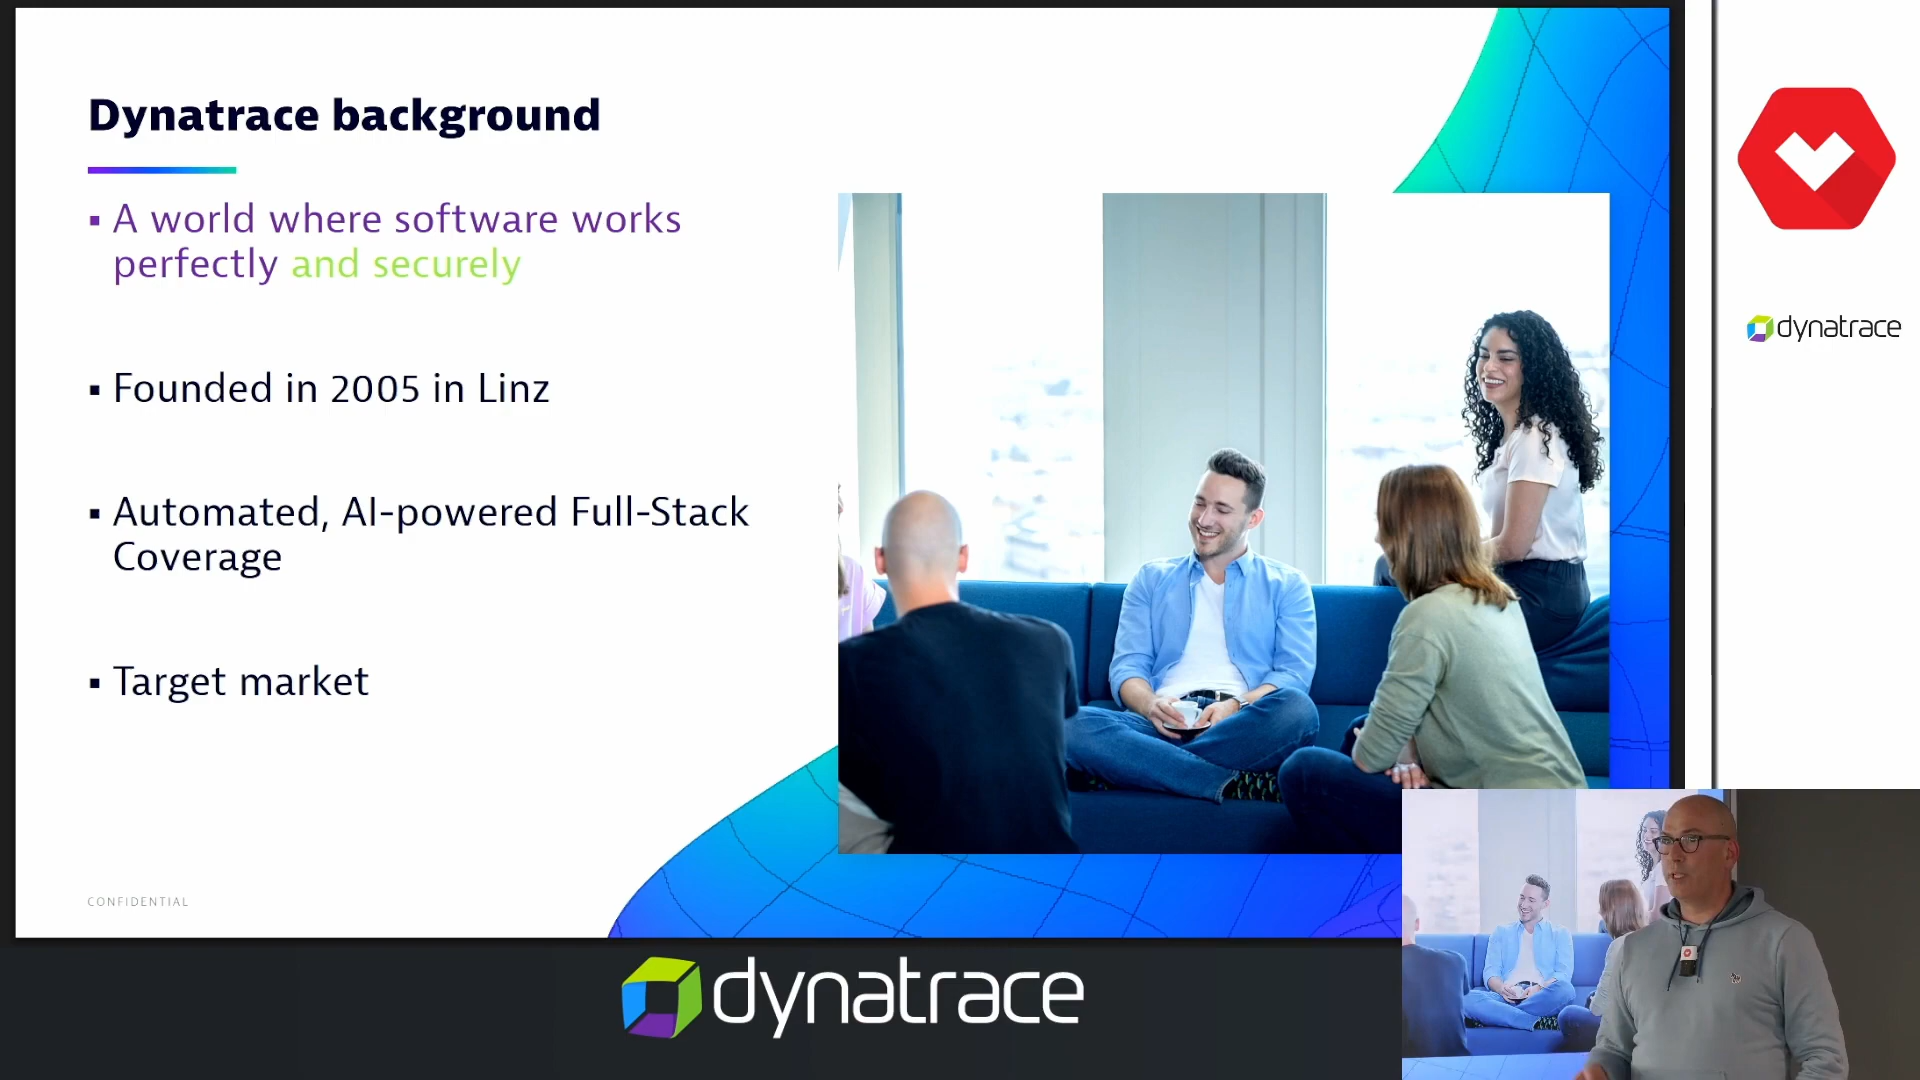 Dynatrace background
▪ A world where software works
perfectly and securely
▪ Founded in 2005 in Linz
▪ Automated, AI-powered Full-Stack
Coverage
▪ Target market
CONFIDENTIAL
dynatrace
dynatrace